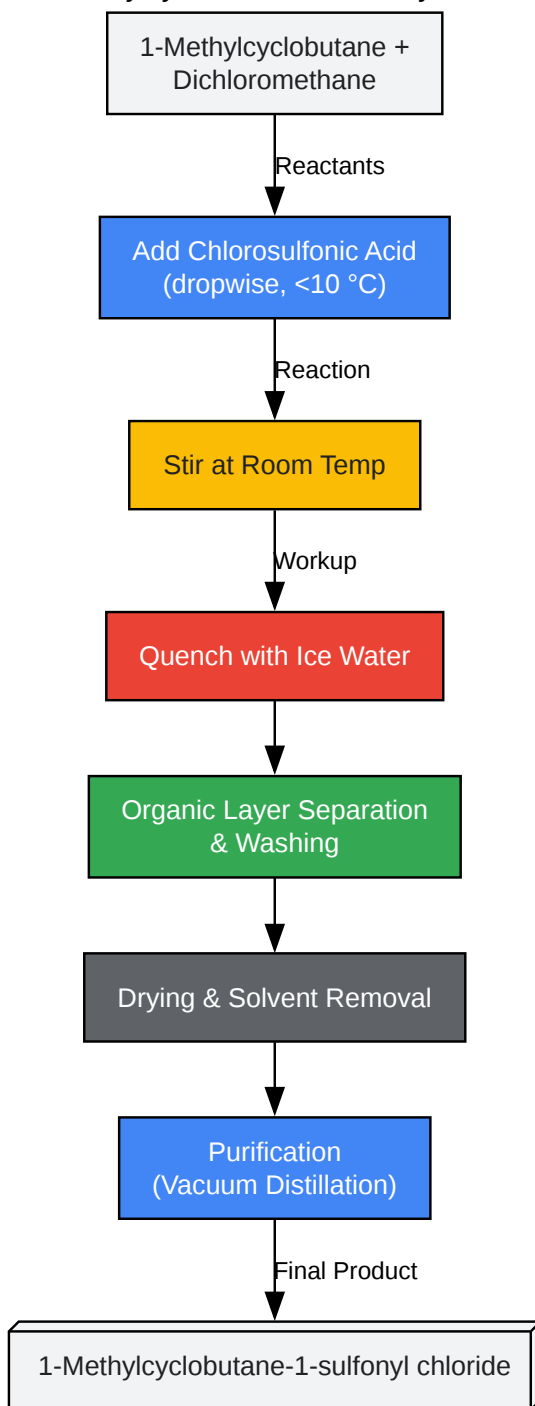 1-Methylcyclobutane +
Dichloromethane
Reactants
Add Chlorosulfonic Acid
(dropwise, <10 °C)
Reaction
Stir at Room Temp
Workup
Quench with Ice Water
Organic Layer Separation
& Washing
Drying & Solvent Removal
Purification
(Vacuum Distillation)
Final Product
1-Methylcyclobutane-1-sulfonyl chloride